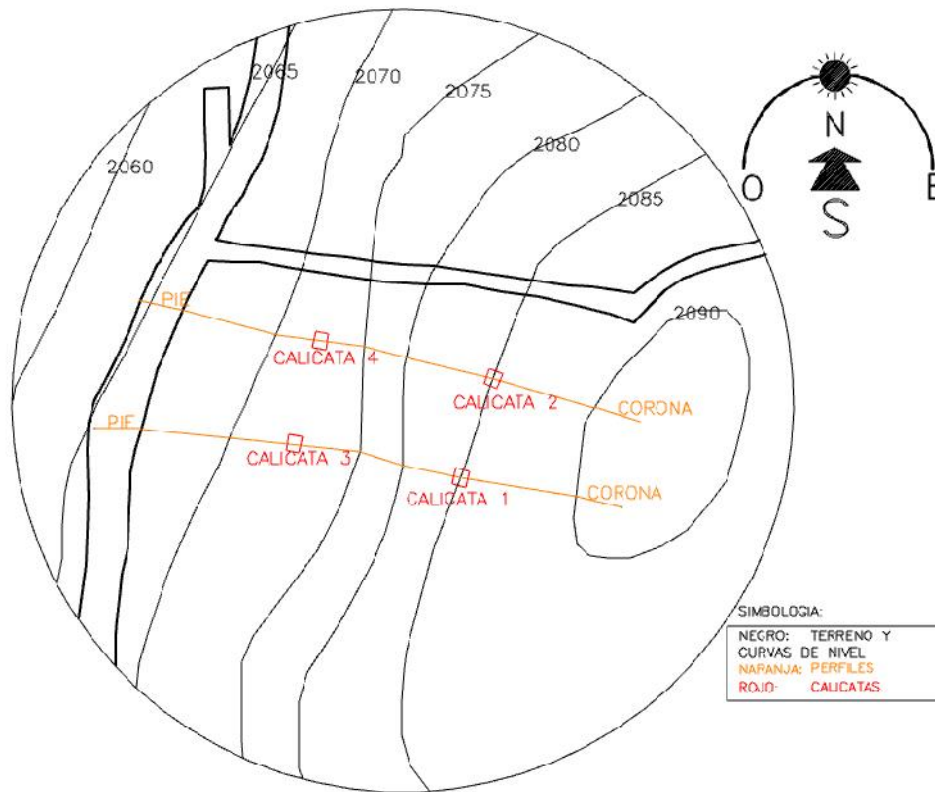 2065
2070
2075
2060
2080
2085
N
O
E
S
PIE
2090
CALICATA 4
CALICATA 2
CORONA
PIE
CALICATA 3
CALICATA 1
CORONA
SIMBOLOGIA:
NEGRO: TERRENO Y
CURVAS DE NIVEL
NARANJA: PERFILES
ROJO: CALICATAS